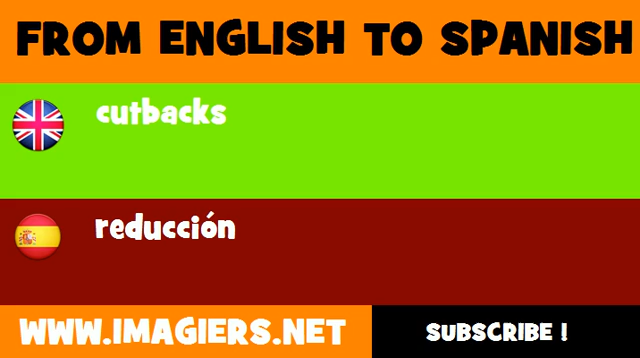 FROM ENGLISH TO SPANISH
cutbacks
reducción
WWW.IMAGIERS.NET
SUBSCRIBE !